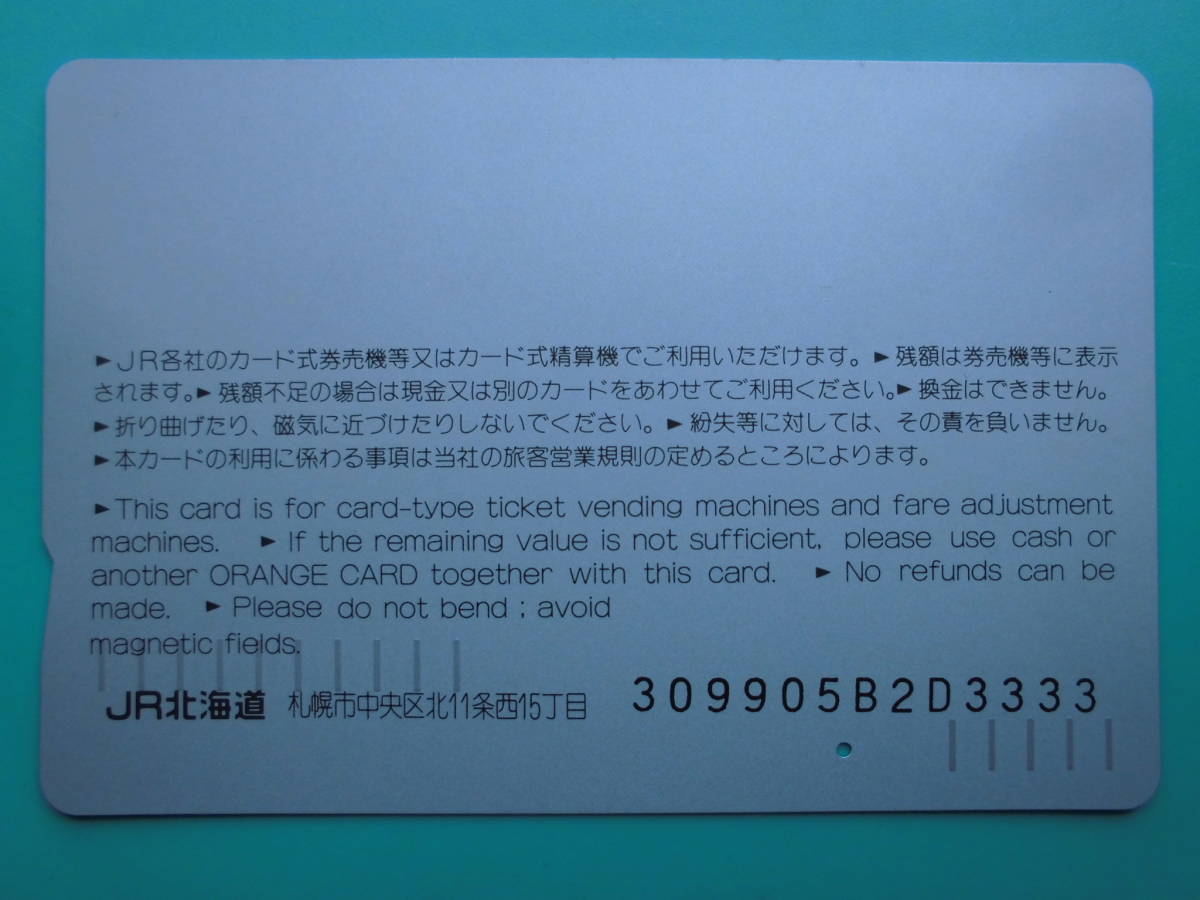 ►JR各社のカード式券売機等又はカード式精算機でご利用いただけます。►残額は券売機等に表示
されます。►残額不足の場合は現金又は別のカードをあわせてご利用ください。►換金はできません。
►折り曲げたり、磁気に近づけたりしないでください。►紛失等に対しては、その責を負いません。
►本カードの利用に係わる事項は当社の旅客営業規則の定めるところによります。
►This card is for card-type ticket vending machines and fare adjustment
machines. ►If the remaining value is not sufficient, please use cash or
another ORANGE CARD together with this card. ►No refunds can be
made. ►Please do not bend ; avoid
magnetic fields.
JR北海道 札幌市中央区北11条西15丁目 309905B2D3333